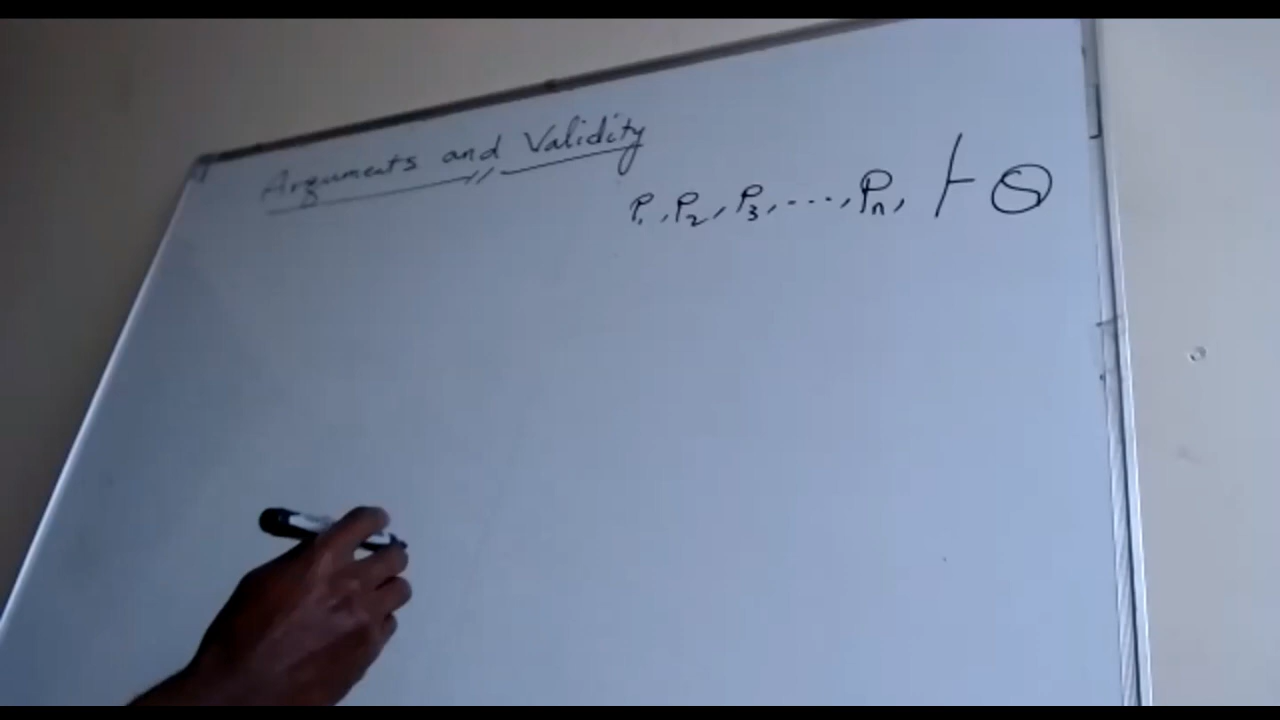 Arguments and Validity
P₁, P₂, P₃, ..., Pₙ, ⊢ Q